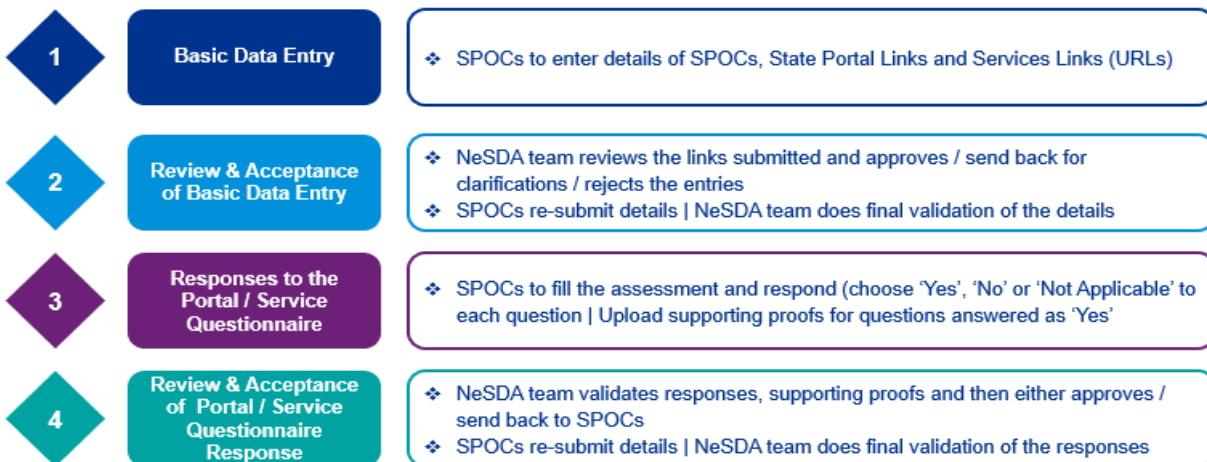 1
Basic Data Entry
❖ SPOCs to enter details of SPOCs, State Portal Links and Services Links (URLs)
2
Review & Acceptance
of Basic Data Entry
❖ NeSDA team reviews the links submitted and approves / send back for
clarifications / rejects the entries
❖ SPOCs re-submit details | NeSDA team does final validation of the details
3
Responses to the
Portal / Service
Questionnaire
❖ SPOCs to fill the assessment and respond (choose ‘Yes’, ‘No’ or ‘Not Applicable’ to
each question | Upload supporting proofs for questions answered as ‘Yes’
4
Review & Acceptance
of Portal / Service
Questionnaire
Response
❖ NeSDA team validates responses, supporting proofs and then either approves /
send back to SPOCs
❖ SPOCs re-submit details | NeSDA team does final validation of the responses